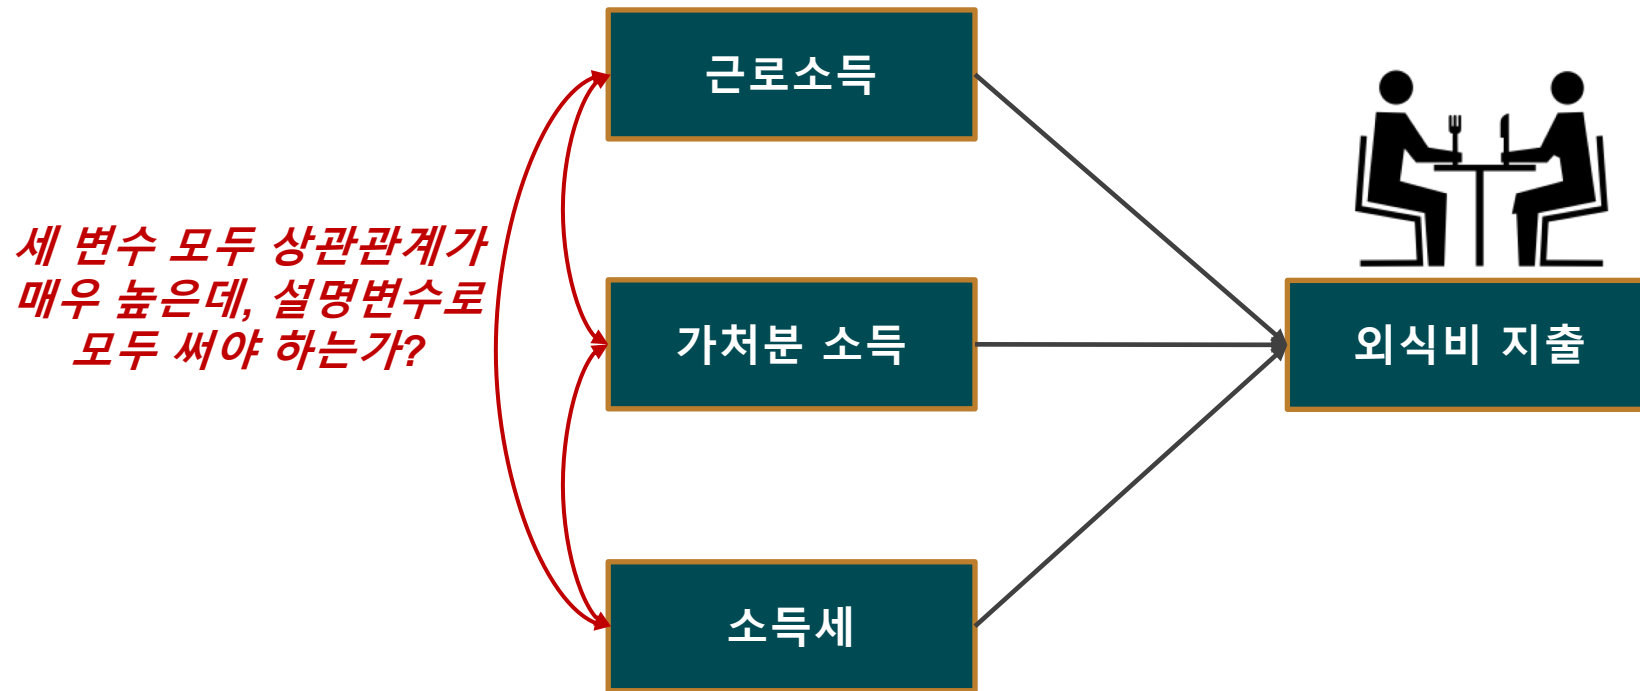 근로소득
세 변수 모두 상관관계가
매우 높은데, 설명변수로
모두 써야 하는가?
가처분 소득
외식비 지출
소득세